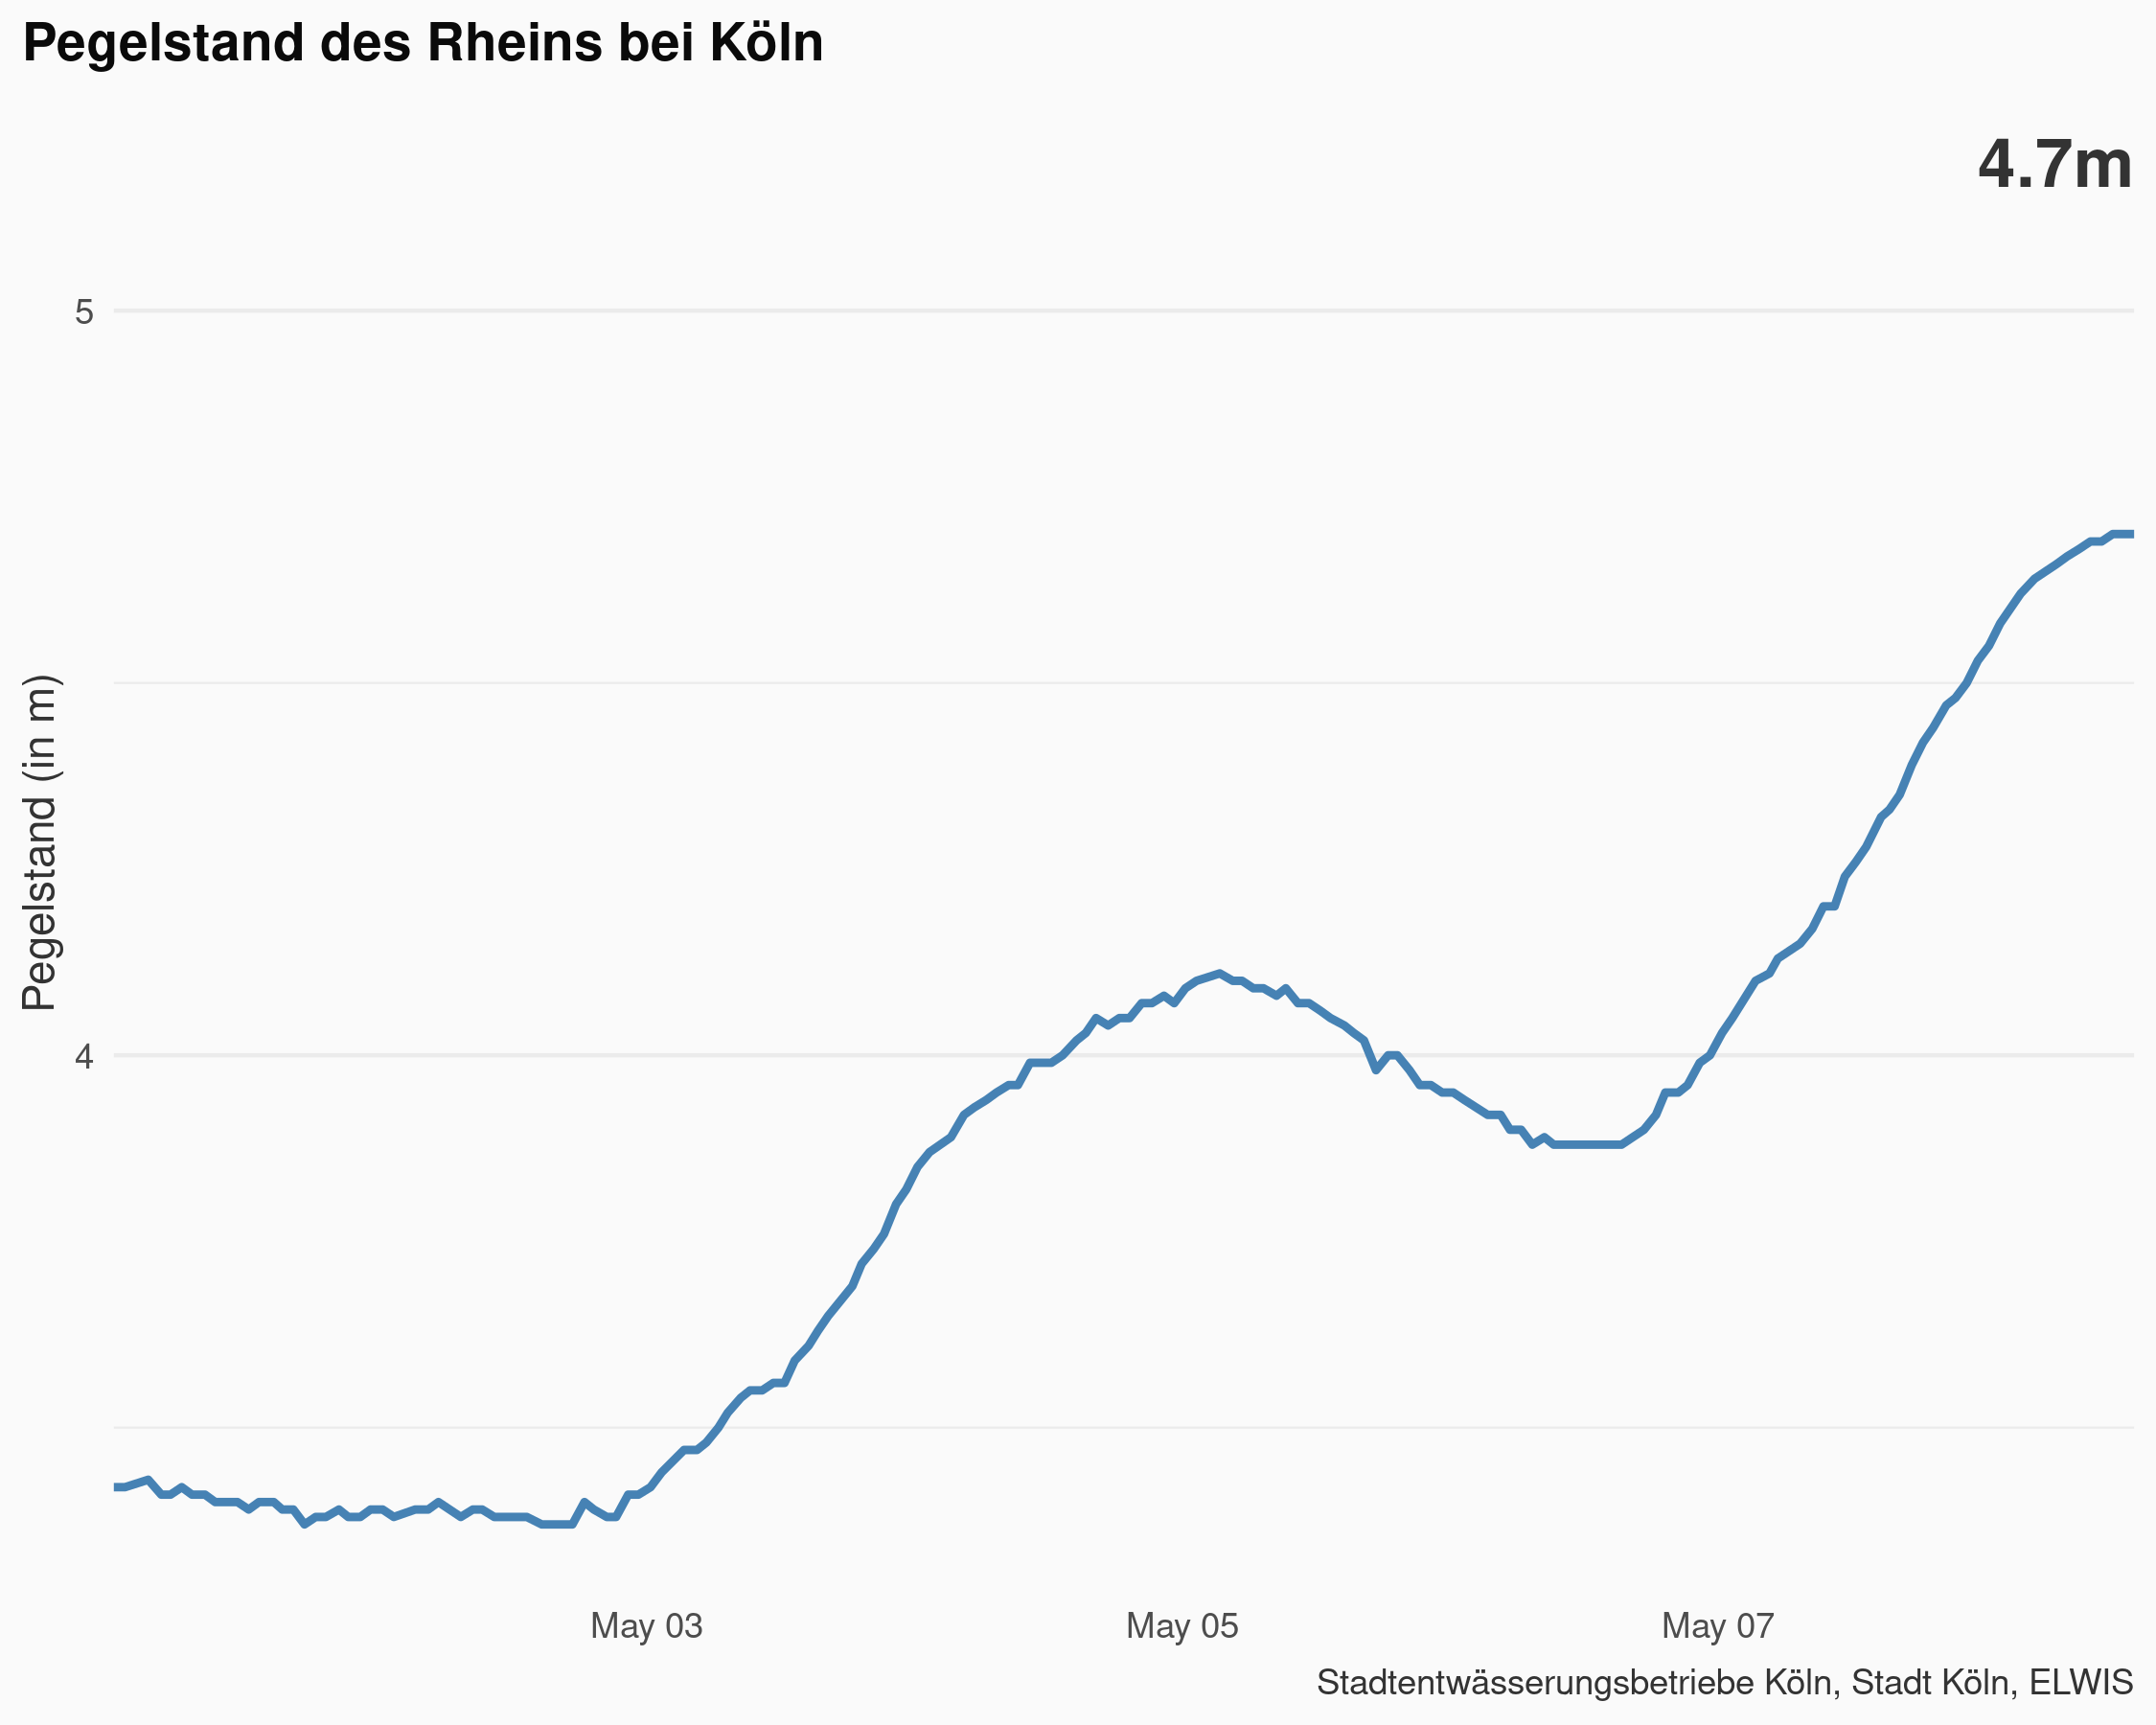 Pegelstand des Rheins bei Köln
4.7m
5
Pegelstand (in m)
4
May 03
May 05
May 07
Stadtentwässerungsbetriebe Köln, Stadt Köln, ELWIS